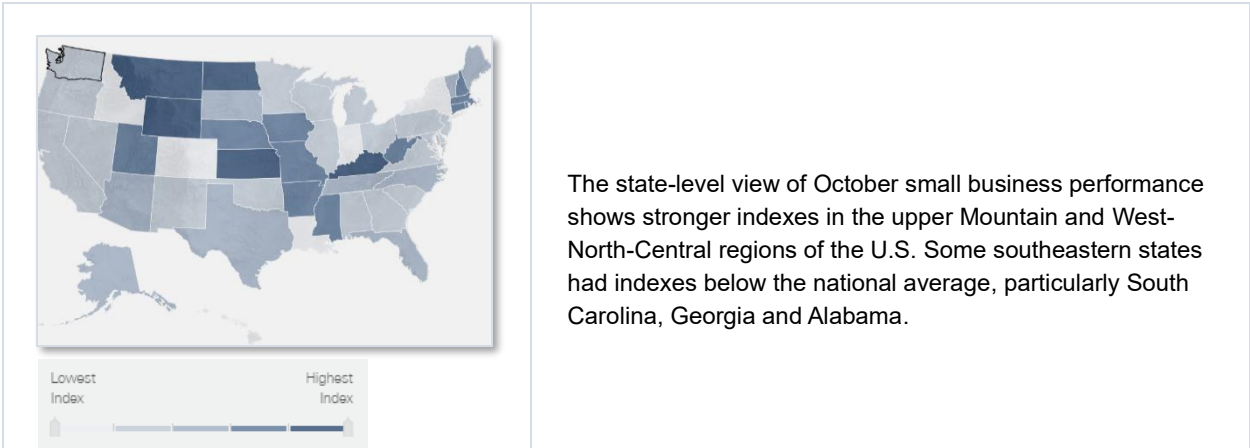 The state-level view of October small business performance
shows stronger indexes in the upper Mountain and West-
North-Central regions of the U.S. Some southeastern states
had indexes below the national average, particularly South
Carolina, Georgia and Alabama.
Lowest
Index
Highest
Index